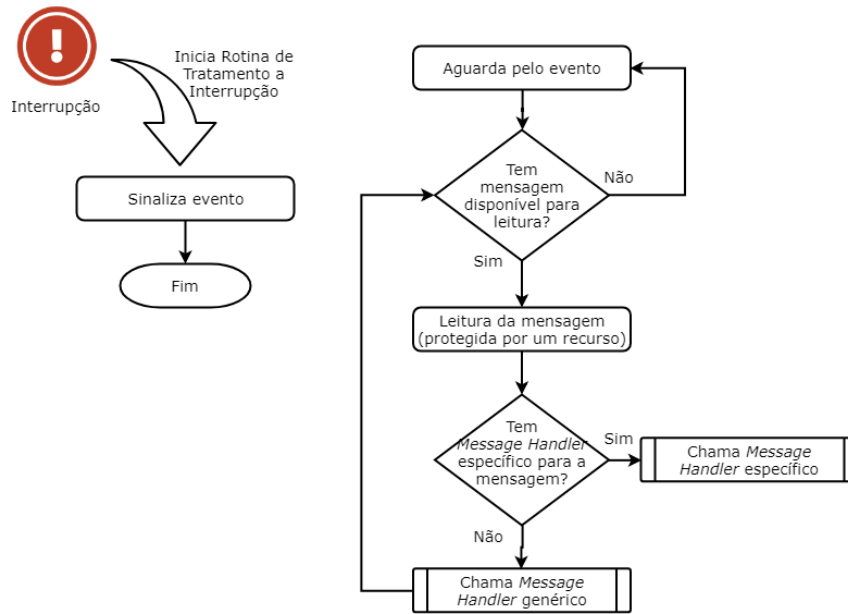 Interrupção
Inicia Rotina de
Tratamento a
Interrupção
Sinaliza evento
Fim
Aguarda pelo evento
Tem
mensagem
disponível para
leitura?
Não
Sim
Leitura da mensagem
(protegida por um recurso)
Tem
Message Handler
específico para a
mensagem?
Sim
Chama Message
Handler específico
Não
Chama Message
Handler genérico